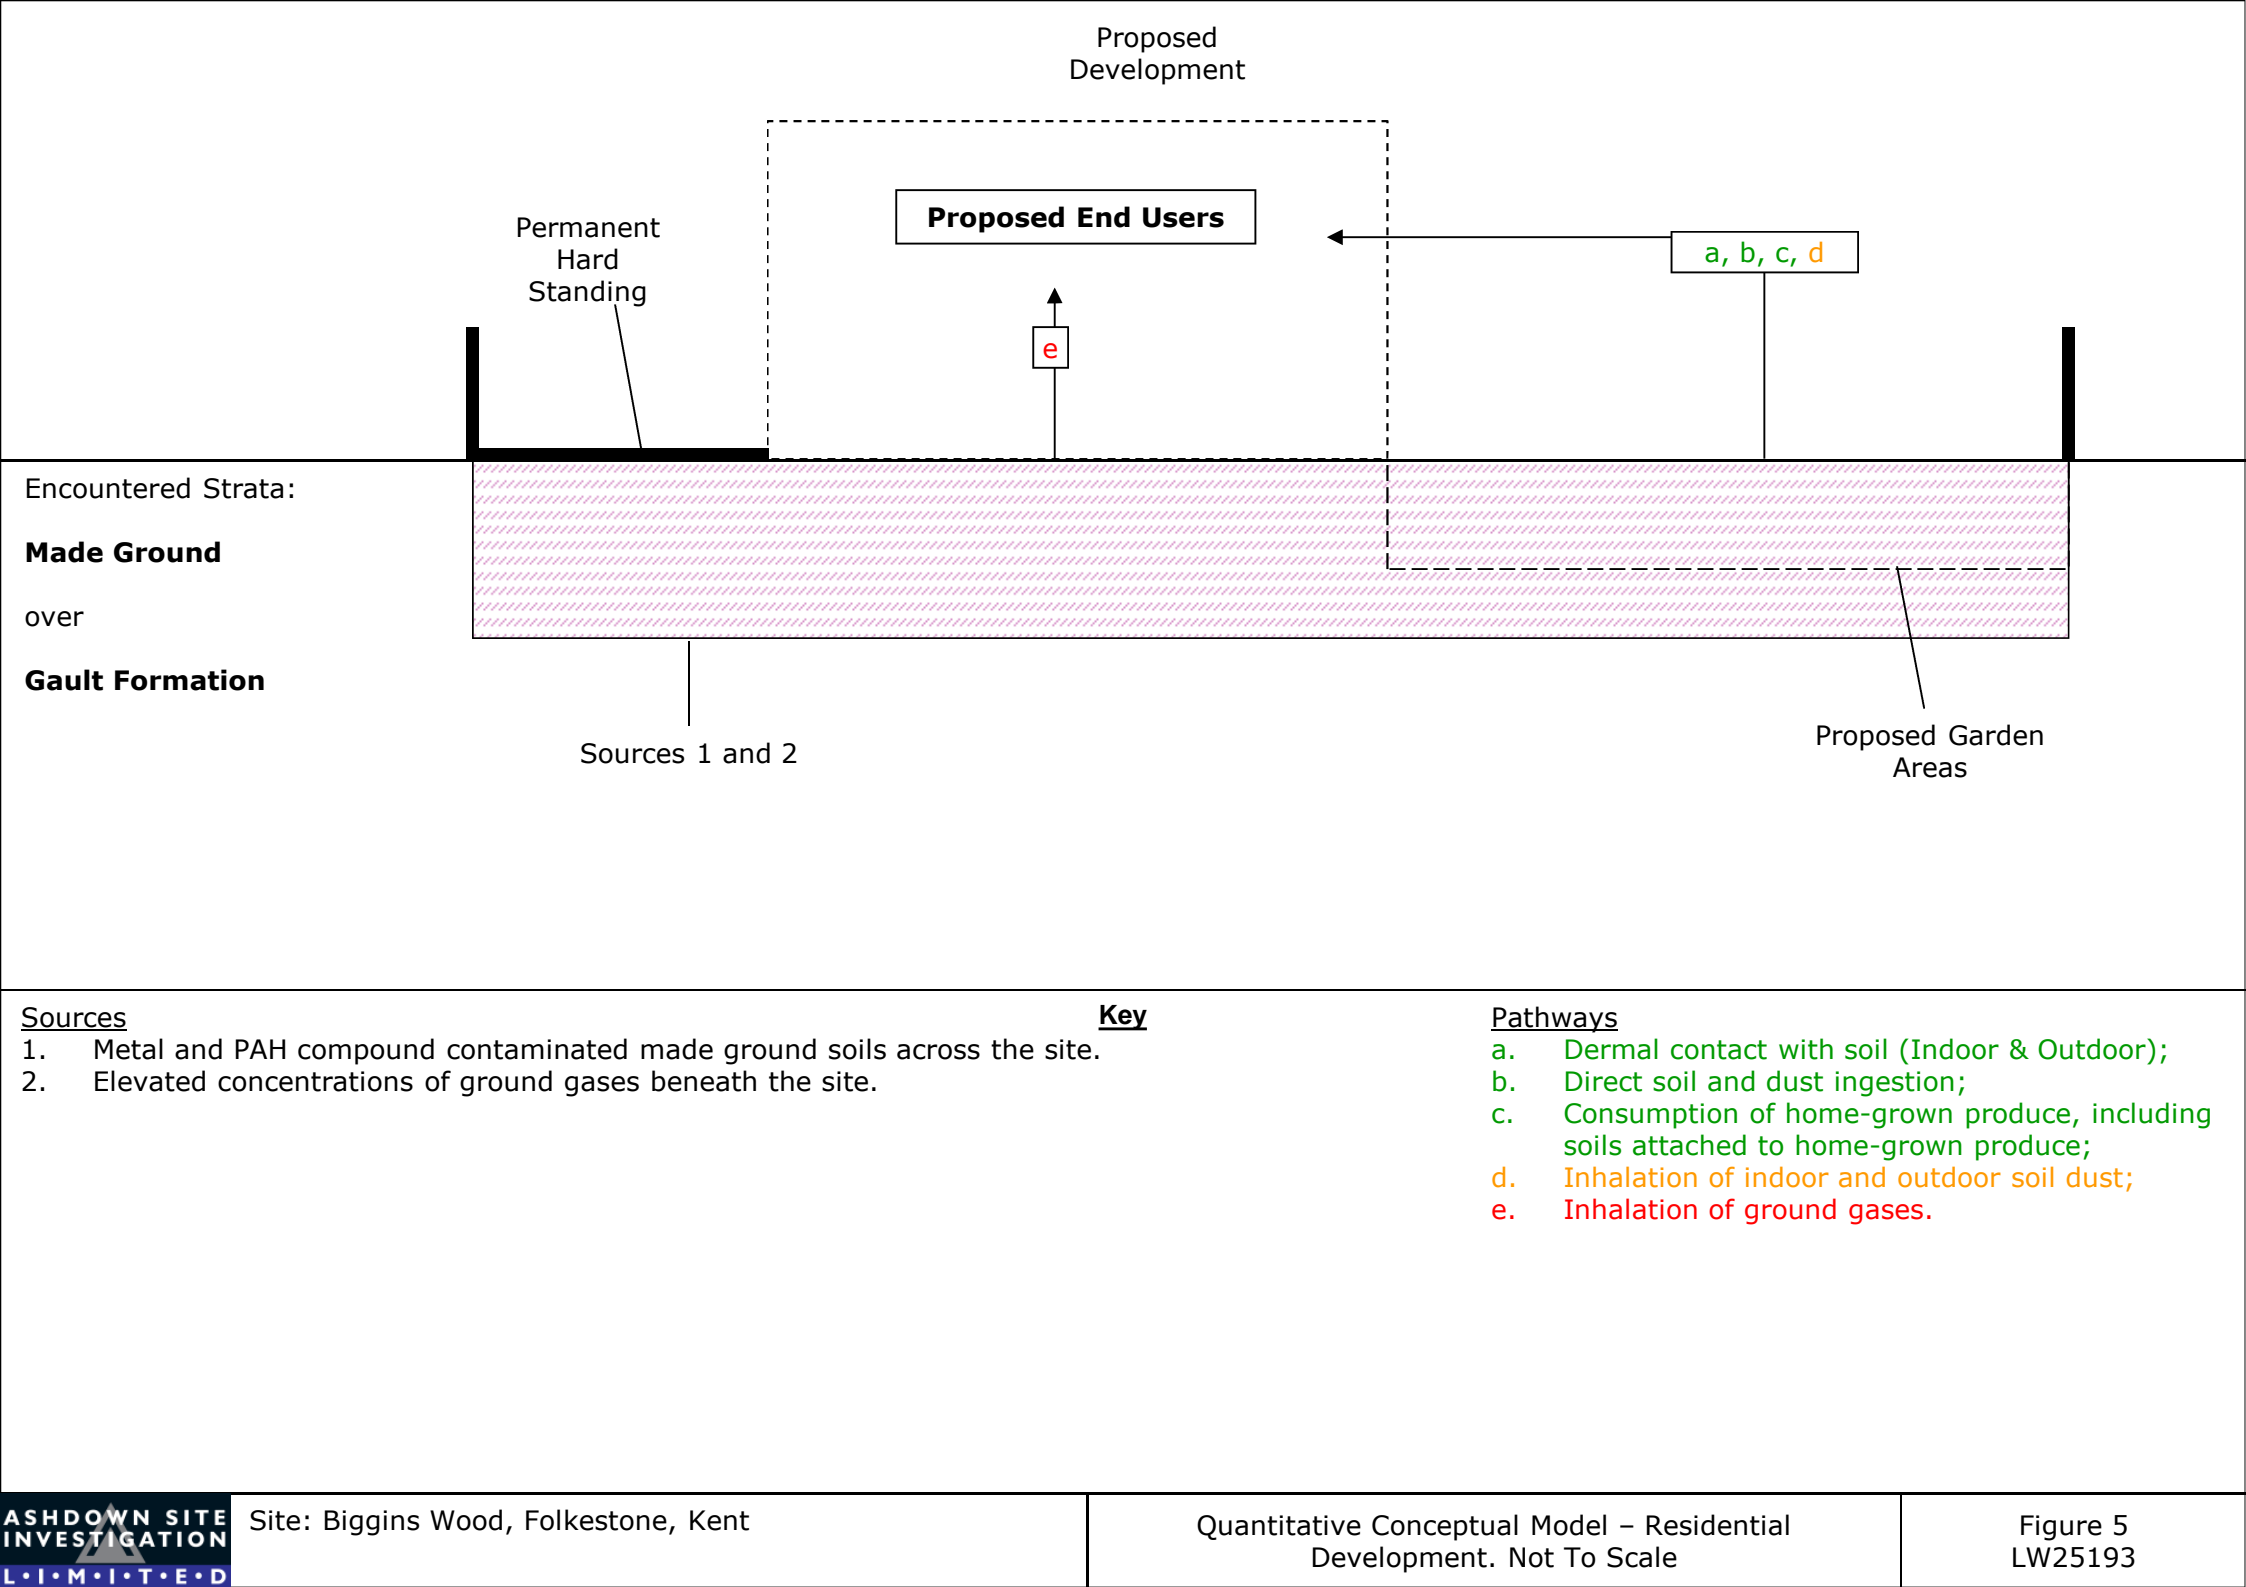 Proposed
Development
Proposed End Users
Permanent
Hard
Standing
a, b, c, d
e
Encountered Strata:
Made Ground
over
Gault Formation
Sources 1 and 2
Proposed Garden
Areas
Key
Sources
1. Metal and PAH compound contaminated made ground soils across the site.
2. Elevated concentrations of ground gases beneath the site.
Pathways
a. Dermal contact with soil (Indoor & Outdoor);
b. Direct soil and dust ingestion;
c. Consumption of home-grown produce, including
soils attached to home-grown produce;
d. Inhalation of indoor and outdoor soil dust;
e. Inhalation of ground gases.
ASHDOWN SITE
INVESTIGATION
L•I•M•I•T•E•D
Site: Biggins Wood, Folkestone, Kent
Quantitative Conceptual Model – Residential
Development. Not To Scale
Figure 5
LW25193